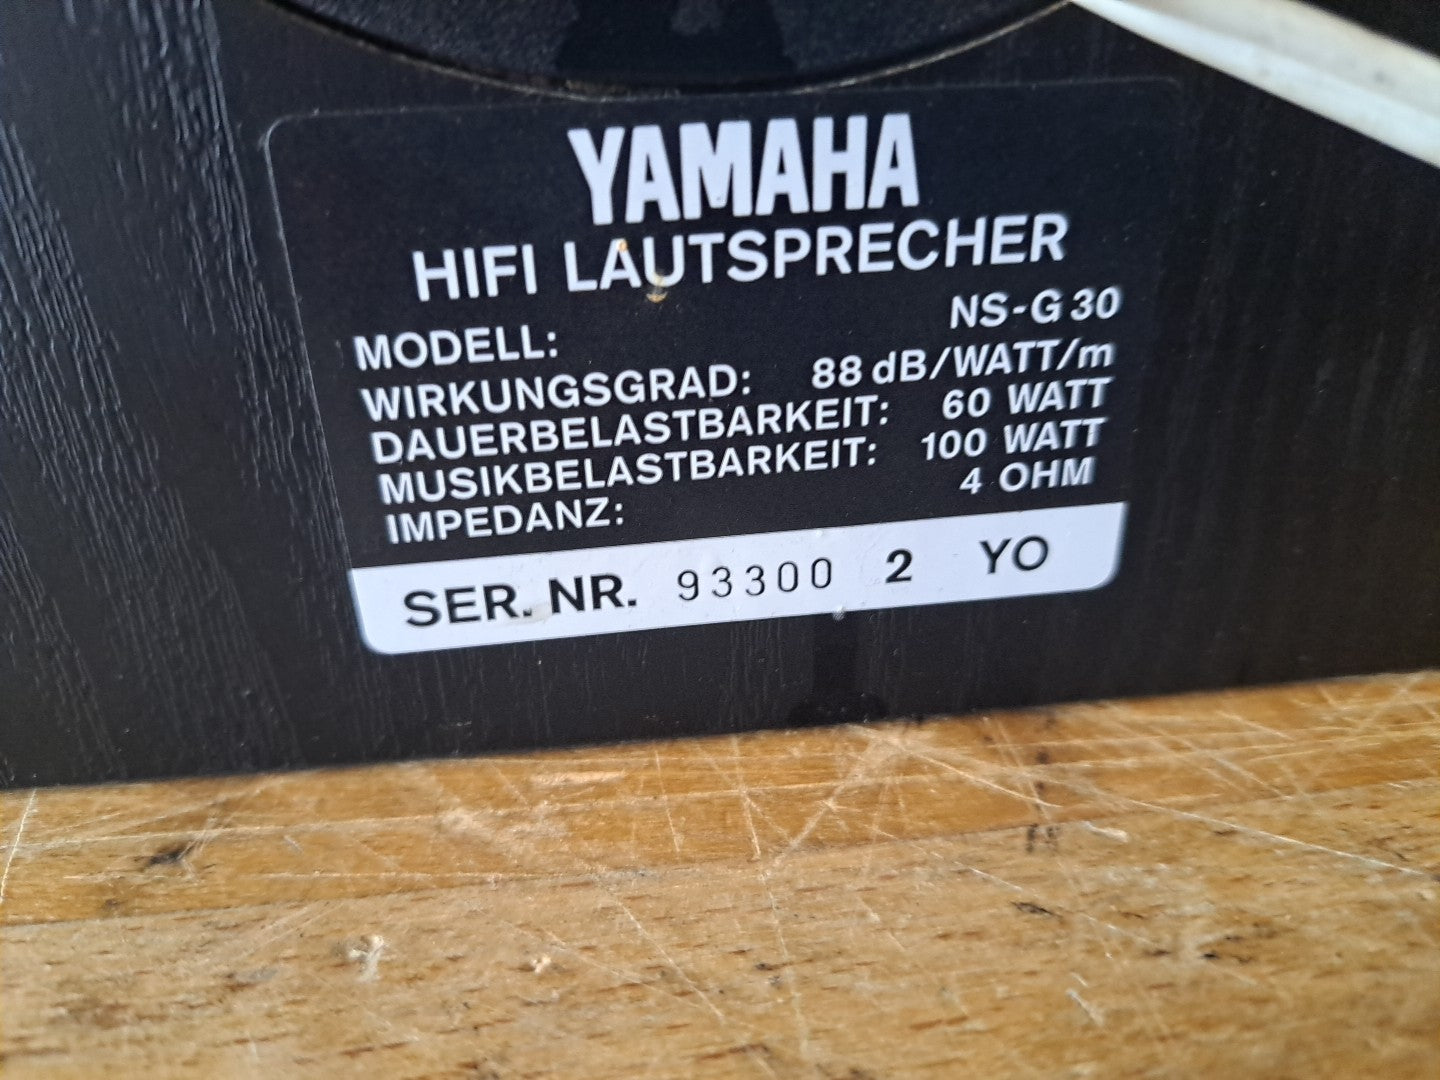 YAMAHA
HIFI LAUTSPRECHER
MODELL: NS-G 30
WIRKUNGSGRAD: 88 dB/WATT/m
DAUERBELASTBARKEIT: 60 WATT
MUSIKBELASTBARKEIT: 100 WATT
IMPEDANZ: 4 OHM
SER. NR. 93300 2 YO